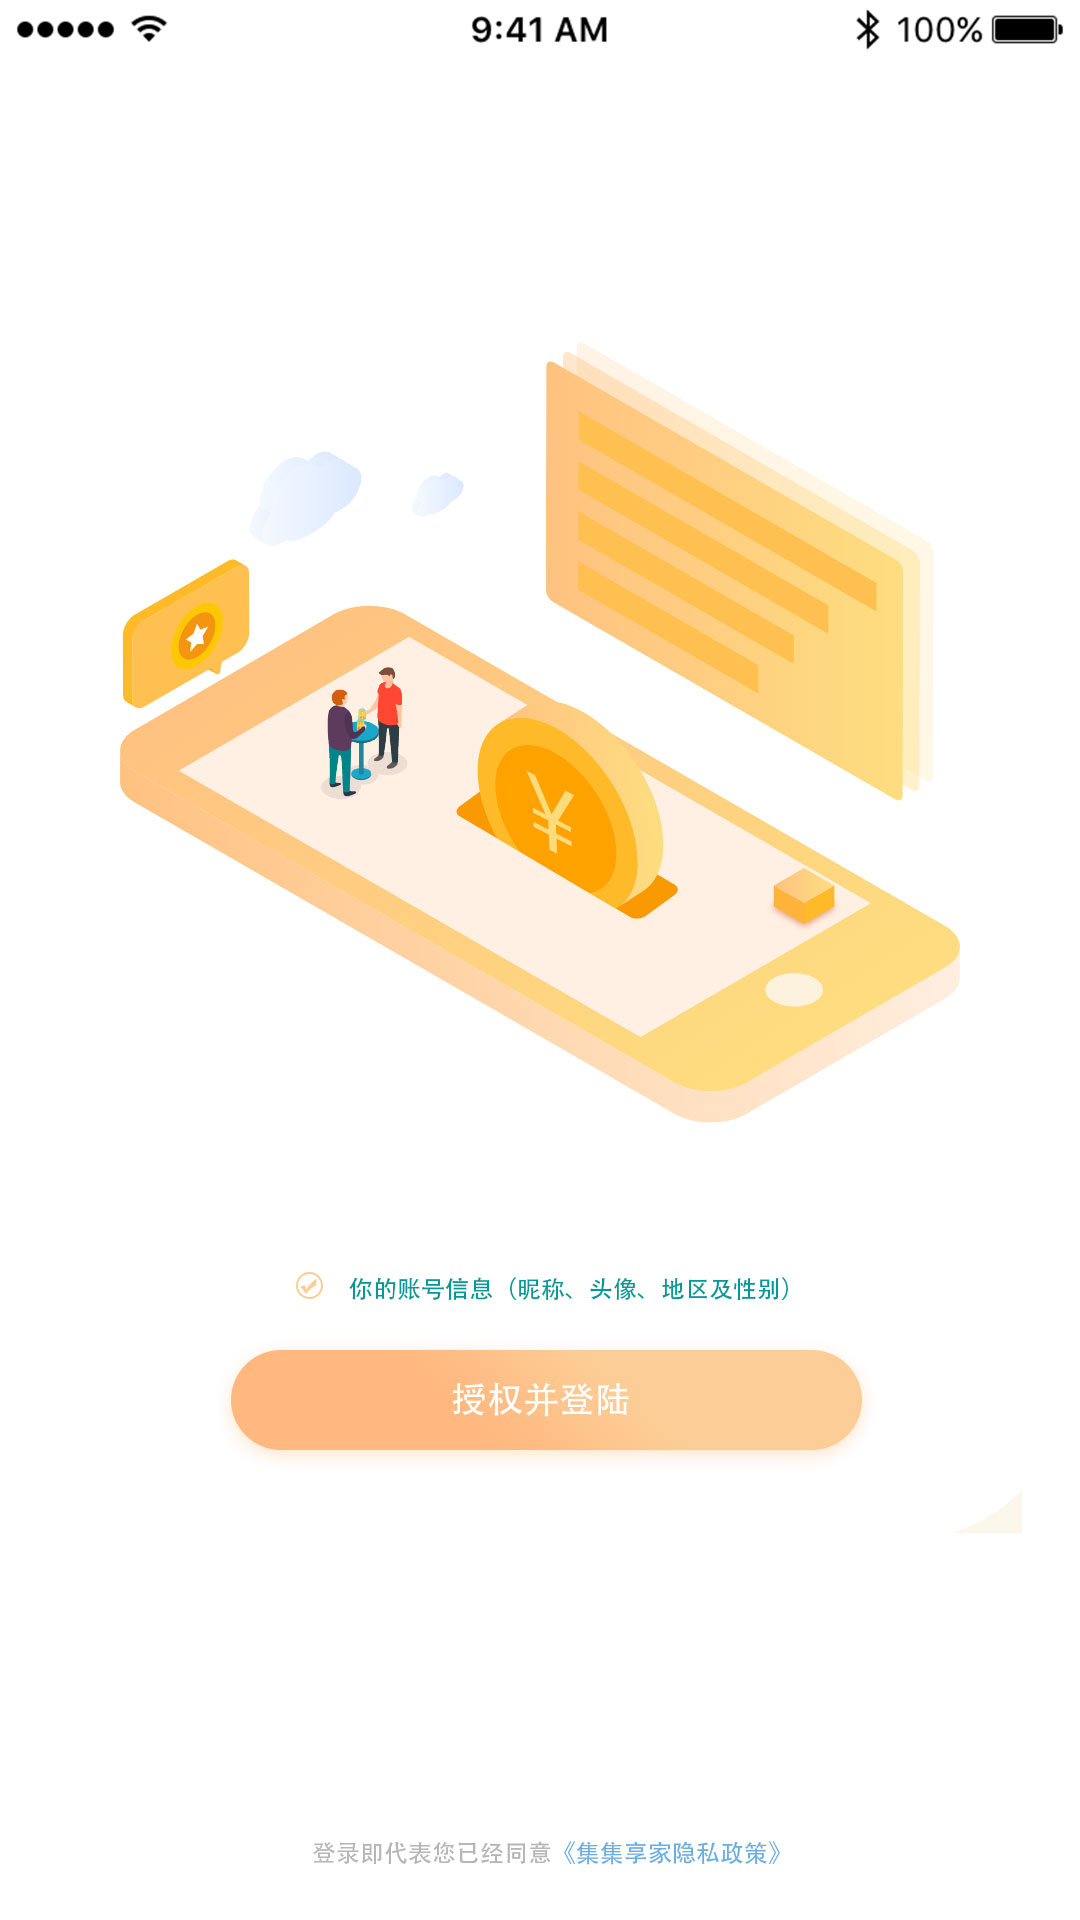 9:41 AM 100%
¥
你的账号信息（昵称、头像、地区及性别）
授权并登陆
登录即代表您已经同意《集集享家隐私政策》